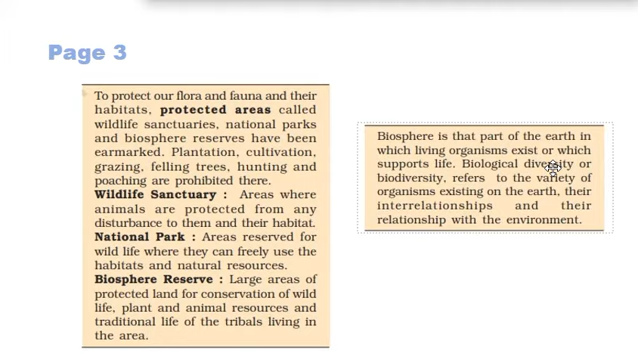 Page 3
To protect our flora and fauna and their
habitats, protected areas called
wildlife sanctuaries, national parks
and biosphere reserves have been
earmarked. Plantation, cultivation,
grazing, felling trees, hunting and
poaching are prohibited there.
Wildlife Sanctuary : Areas where
animals are protected from any
disturbance to them and their habitat.
National Park : Areas reserved for
wild life where they can freely use the
habitats and natural resources.
Biosphere Reserve : Large areas of
protected land for conservation of wild
life, plant and animal resources and
traditional life of the tribals living in
the area.
Biosphere is that part of the earth in
which living organisms exist or which
supports life. Biological diversity or
biodiversity, refers to the variety of
organisms existing on the earth, their
interrelationships and their
relationship with the environment.